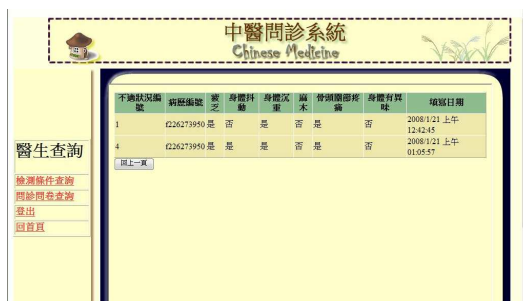 中醫問診系統
Chinese Medicine
醫生查詢
檢測條件查詢
問診問卷查詢
登出
回首頁
不適狀況編號 病歷編號 疲乏 身體抖動 身體沉重 麻木 骨頭關節疼痛 身體有異味 填寫日期
1 f226273950 是 否 是 否 是 否 2008/1/21 上午 12:42:45
4 f226273950 是 是 是 否 是 否 2008/1/21 上午 01:05:57
回上一頁